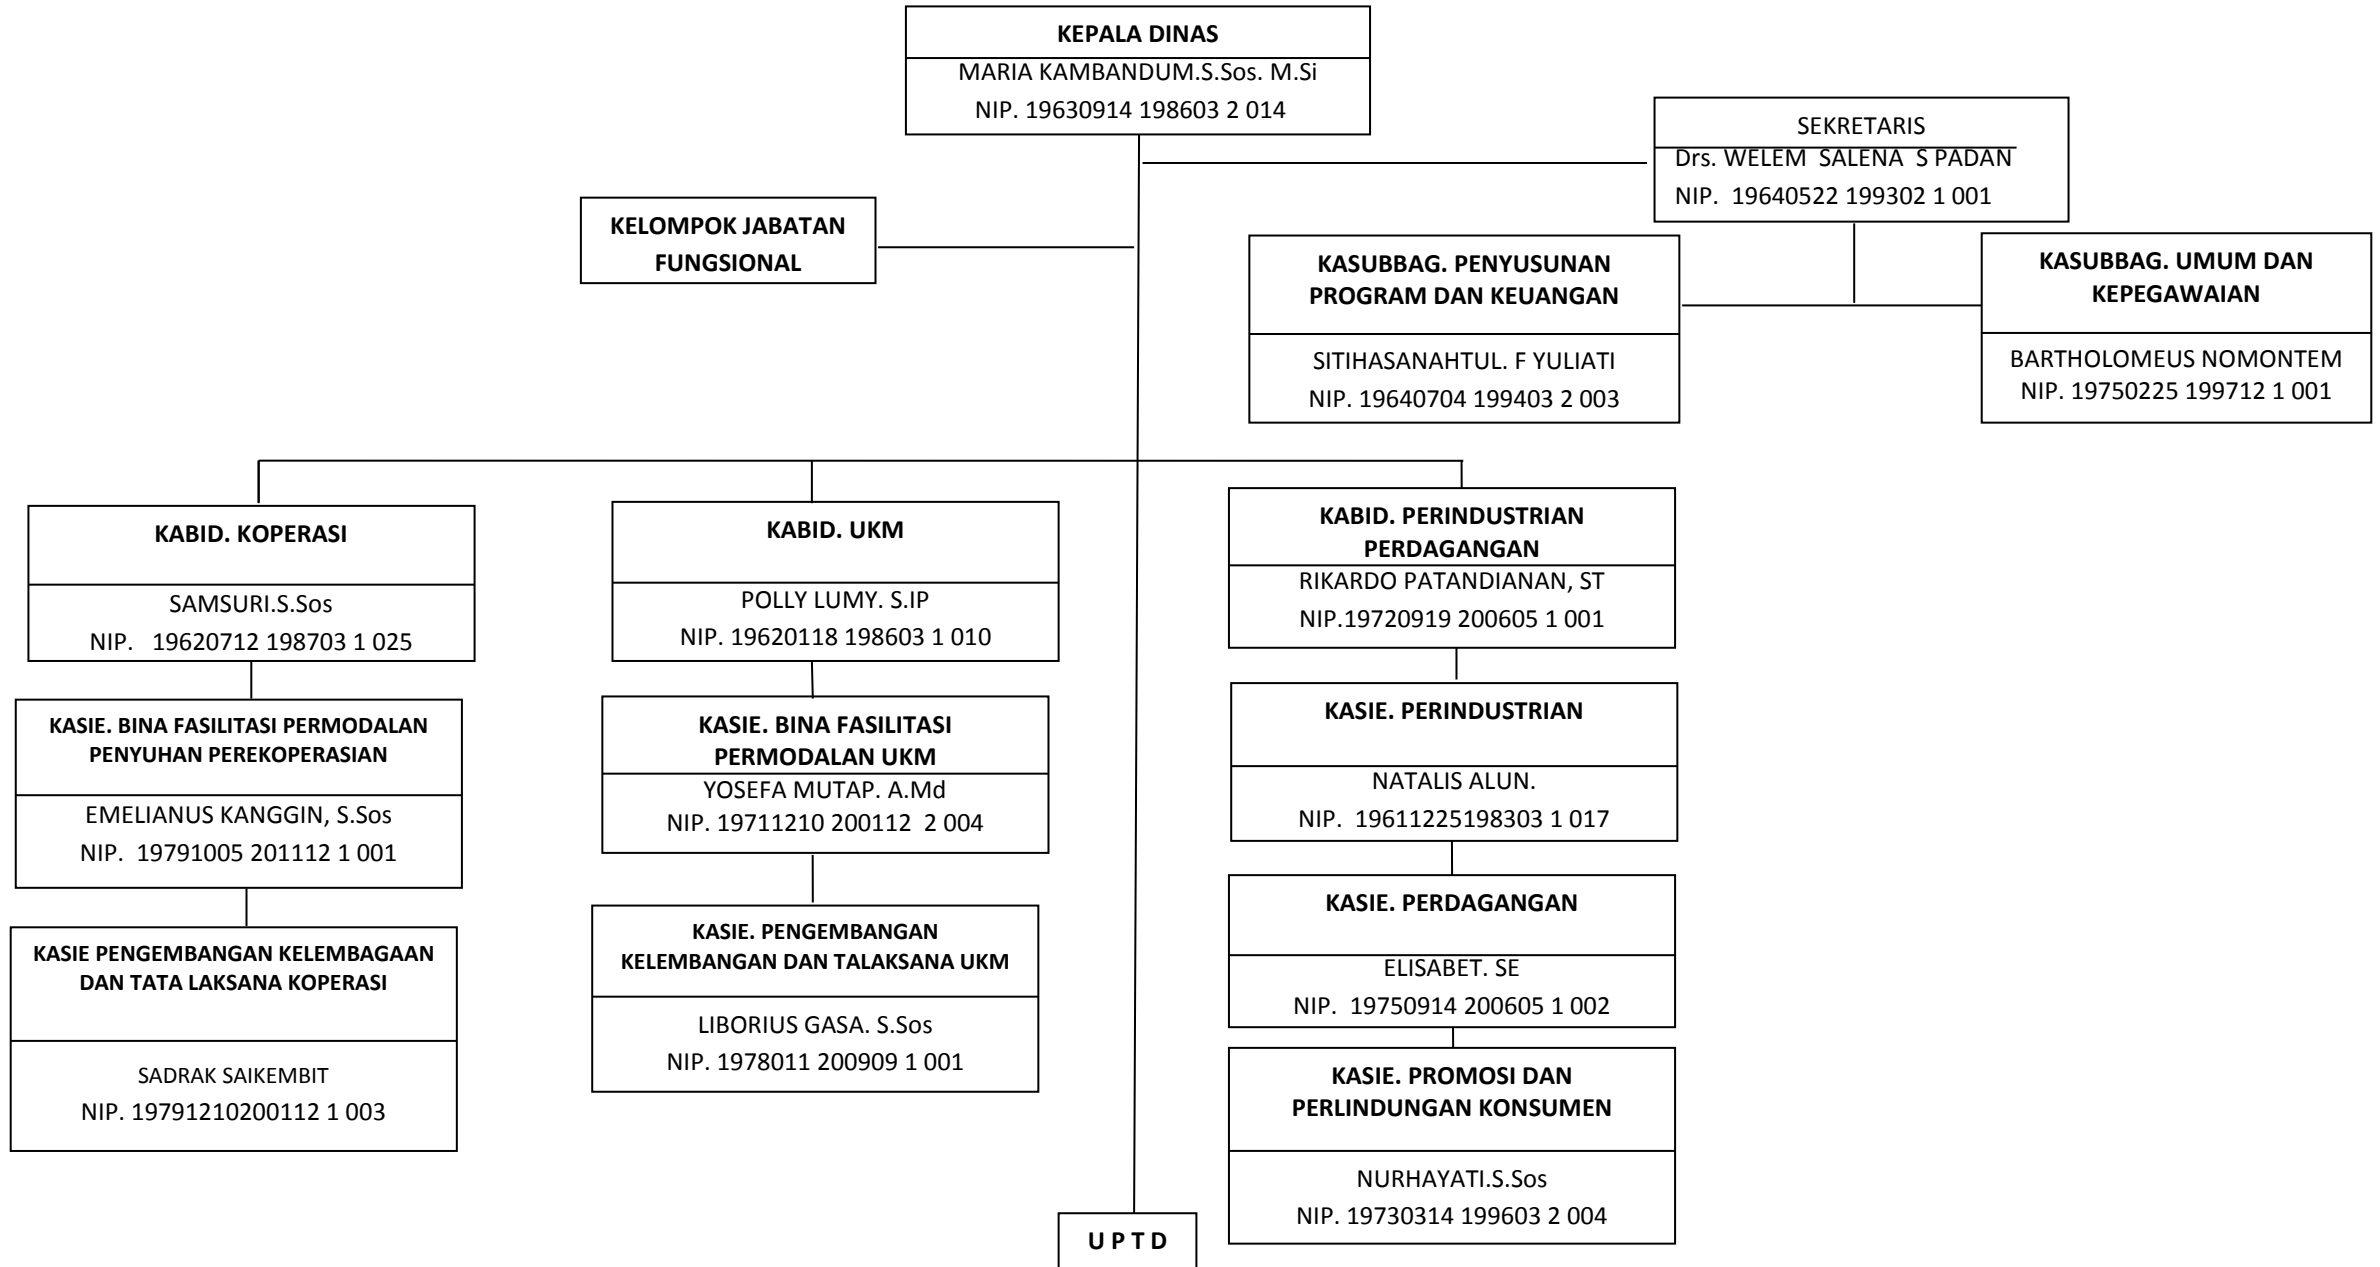 KEPALA DINAS
MARIA KAMBANDUM.S.Sos. M.Si
NIP. 19630914 198603 2 014
SEKRETARIS
Drs. WELEM  SALENA  S PADAN
NIP.  19640522 199302 1 001
KELOMPOK JABATAN
FUNGSIONAL
KASUBBAG. PENYUSUNAN
PROGRAM DAN KEUANGAN
SITIHASANAHTUL. F YULIATI
NIP. 19640704 199403 2 003
KASUBBAG. UMUM DAN
KEPEGAWAIAN
BARTHOLOMEUS NOMONTEM
NIP. 19750225 199712 1 001
KABID. KOPERASI
SAMSURI.S.Sos
NIP.   19620712 198703 1 025
KASIE. BINA FASILITASI PERMODALAN
PENYUHAN PEREKOPERASIAN
EMELIANUS KANGGIN, S.Sos
NIP.  19791005 201112 1 001
KASIE PENGEMBANGAN KELEMBAGAAN
DAN TATA LAKSANA KOPERASI
SADRAK SAIKEMBIT
NIP. 19791210200112 1 003
KABID. UKM
POLLY LUMY. S.IP
NIP. 19620118 198603 1 010
KASIE. BINA FASILITASI
PERMODALAN UKM
YOSEFA MUTAP. A.Md
NIP. 19711210 200112  2 004
KASIE. PENGEMBANGAN
KELEMBANGAN DAN TALAKSANA UKM
LIBORIUS GASA. S.Sos
NIP. 1978011 200909 1 001
KABID. PERINDUSTRIAN
PERDAGANGAN
RIKARDO PATANDIANAN, ST
NIP.19720919 200605 1 001
KASIE. PERINDUSTRIAN
NATALIS ALUN.
NIP.  19611225198303 1 017
KASIE. PERDAGANGAN
ELISABET. SE
NIP.  19750914 200605 1 002
KASIE. PROMOSI DAN
PERLINDUNGAN KONSUMEN
NURHAYATI.S.Sos
NIP. 19730314 199603 2 004
U P T D